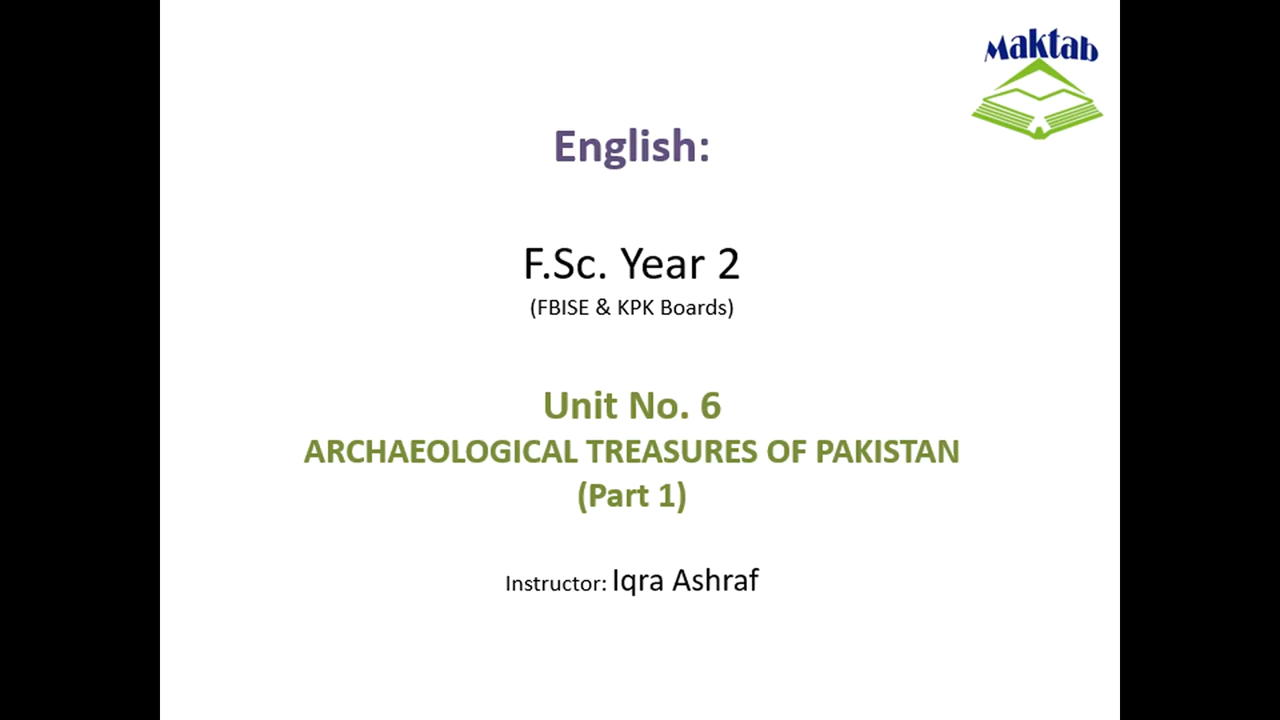 Maktab
English:
F.Sc. Year 2
(FBISE & KPK Boards)
Unit No. 6
ARCHAEOLOGICAL TREASURES OF PAKISTAN
(Part 1)
Instructor: Iqra Ashraf